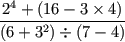 2⁴ + (16 − 3 × 4)
(6 + 3²) ÷ (7 − 4)